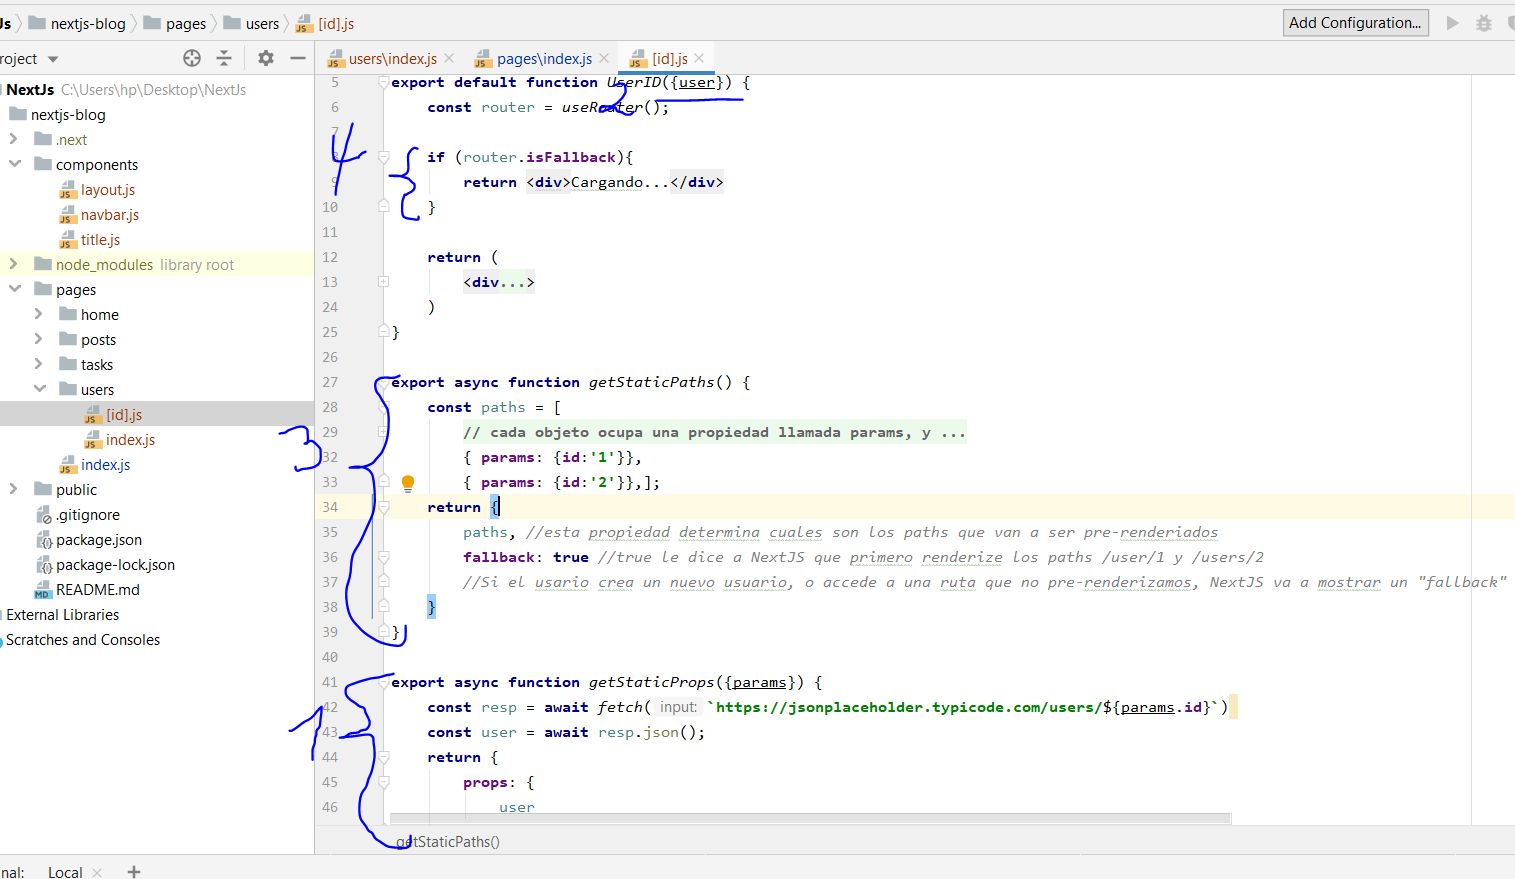 Js nextjs-blog pages users [id].js Add Configuration...
roject users\index.js pages\index.js [id].js
NextJs C:\Users\hp\Desktop\NextJs
nextjs-blog
.next
components
layout.js
navbar.js
title.js
node_modules library root
pages
home
posts
tasks
users
[id].js
index.js
index.js
public
.gitignore
package.json
package-lock.json
README.md
External Libraries
Scratches and Consoles
5 export default function UserID({user}) {
2
6 const router = useRouter();
7
4
8 if (router.isFallback){
9 return <div>Cargando...</div>
10 }
11
12 return (
13 <div...>
24 )
25 }
26
27 export async function getStaticPaths() {
28 const paths = [
29 // cada objeto ocupa una propiedad llamada params, y ...
3
32 { params: {id:'1'}},
33 { params: {id:'2'}},];
34 return {
35 paths, //esta propiedad determina cuales son los paths que van a ser pre-renderiados
36 fallback: true //true le dice a NextJS que primero renderize los paths /user/1 y /users/2
37 //Si el usario crea un nuevo usuario, o accede a una ruta que no pre-renderizamos, NextJS va a mostrar un "fallback"
38 }
39 }
40
41 export async function getStaticProps({params}) {
1
42 const resp = await fetch( input: `https://jsonplaceholder.typicode.com/users/${params.id}`)
43 const user = await resp.json();
44 return {
45 props: {
46 user
getStaticPaths()
nal: Local +